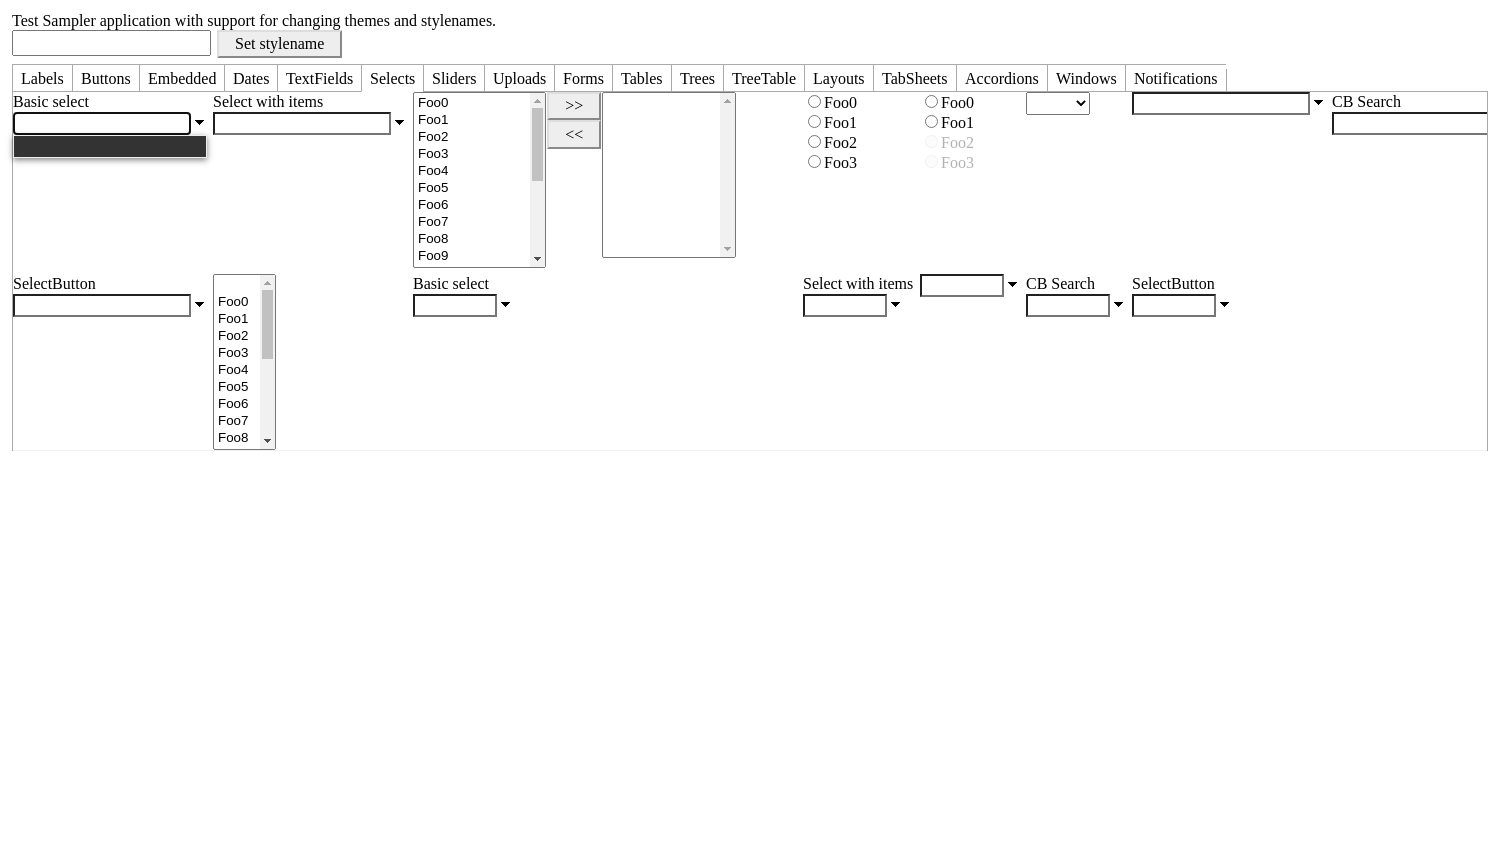 Test Sampler application with support for changing themes and stylenames.
Set stylename
Labels Buttons Embedded Dates TextFields Selects Sliders Uploads Forms Tables Trees TreeTable Layouts TabSheets Accordions Windows Notifications
Basic select
Select with items
Foo0
Foo1
Foo2
Foo3
Foo4
Foo5
Foo6
Foo7
Foo8
Foo9
>>
<<
Foo0
Foo1
Foo2
Foo3
Foo0
Foo1
Foo2
Foo3
CB Search
SelectButton
Foo0
Foo1
Foo2
Foo3
Foo4
Foo5
Foo6
Foo7
Foo8
Basic select
Select with items
CB Search
SelectButton